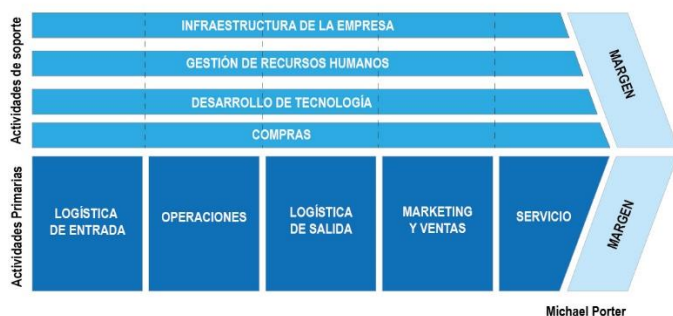 Actividades de soporte
INFRAESTRUCTURA DE LA EMPRESA
GESTIÓN DE RECURSOS HUMANOS
DESARROLLO DE TECNOLOGÍA
COMPRAS
MARGEN
Actividades Primarias
LOGÍSTICA
DE ENTRADA
OPERACIONES
LOGÍSTICA
DE SALIDA
MARKETING
Y VENTAS
SERVICIO
MARGEN
Michael Porter